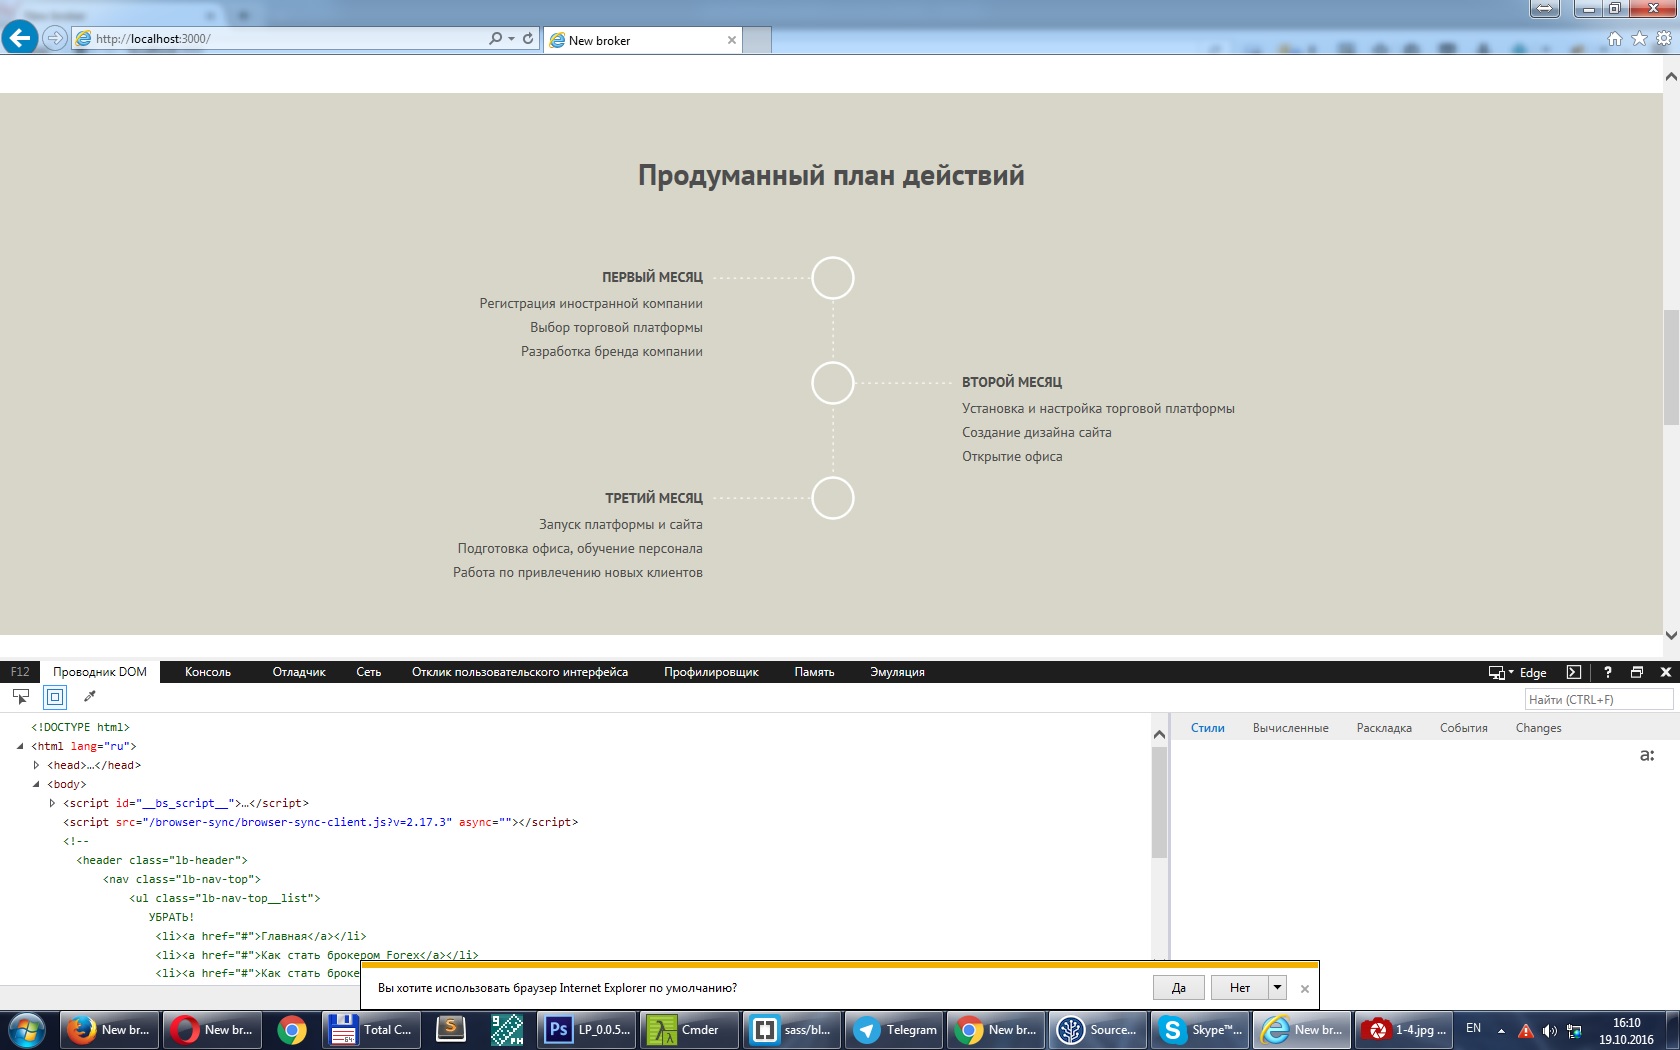 http://localhost:3000/
New broker
Продуманный план действий
ПЕРВЫЙ МЕСЯЦ
Регистрация иностранной компании
Выбор торговой платформы
Разработка бренда компании
ВТОРОЙ МЕСЯЦ
Установка и настройка торговой платформы
Создание дизайна сайта
Открытие офиса
ТРЕТИЙ МЕСЯЦ
Запуск платформы и сайта
Подготовка офиса, обучение персонала
Работа по привлечению новых клиентов
F12 Проводник DOM Консоль Отладчик Сеть Отклик пользовательского интерфейса Профилировщик Память Эмуляция Edge ?
Найти (CTRL+F)
Стили Вычисленные Раскладка События Changes
a:
<!DOCTYPE html>
<html lang="ru">
<head>…</head>
<body>
<script id="__bs_script__">…</script>
<script src="/browser-sync/browser-sync-client.js?v=2.17.3" async=""></script>
<!--
<header class="lb-header">
<nav class="lb-nav-top">
<ul class="lb-nav-top__list">
УБРАТЬ!
<li><a href="#">Главная</a></li>
<li><a href="#">Как стать брокером Forex</a></li>
<li><a href="#">Как стать броке
Вы хотите использовать браузер Internet Explorer по умолчанию?
Да
Нет
New br...
New br...
Total C...
LP_0.0.5...
Cmder
sass/bl...
Telegram
New br...
Source...
Skype™...
New br...
1-4.jpg ...
EN
16:10
19.10.2016